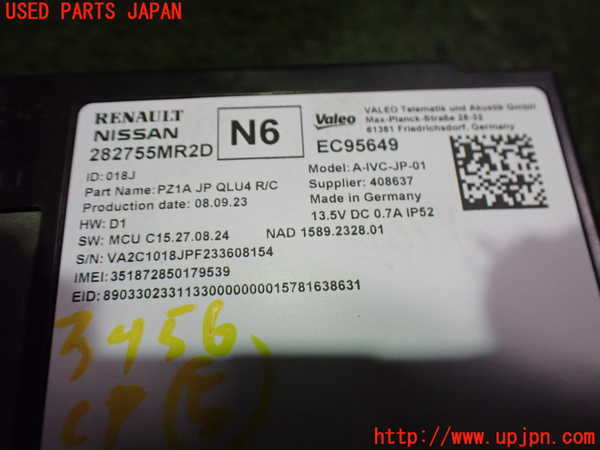 USED PARTS JAPAN
RENAULT
NISSAN
282755MR2D
N6
Valeo
VALEO Telematik und Akustik GmbH
Max-Planck-Straße 28-32
61381 Friedrichsdorf, Germany
EC95649
ID: 018J
Part Name: PZ1A JP QLU4 R/C
Production date: 08.09.23
HW: D1
SW: MCU C15.27.08.24
NAD 1589.2328.01
S/N: VA2C1018JPF233608154
IMEI: 351872850179539
EID: 89033023311330000000015781638631
Model: A-IVC-JP-01
Supplier: 408637
Made in Germany
13.5V DC 0.7A IP52
3456
CP 5
UPJ
http://www.upjpn.com